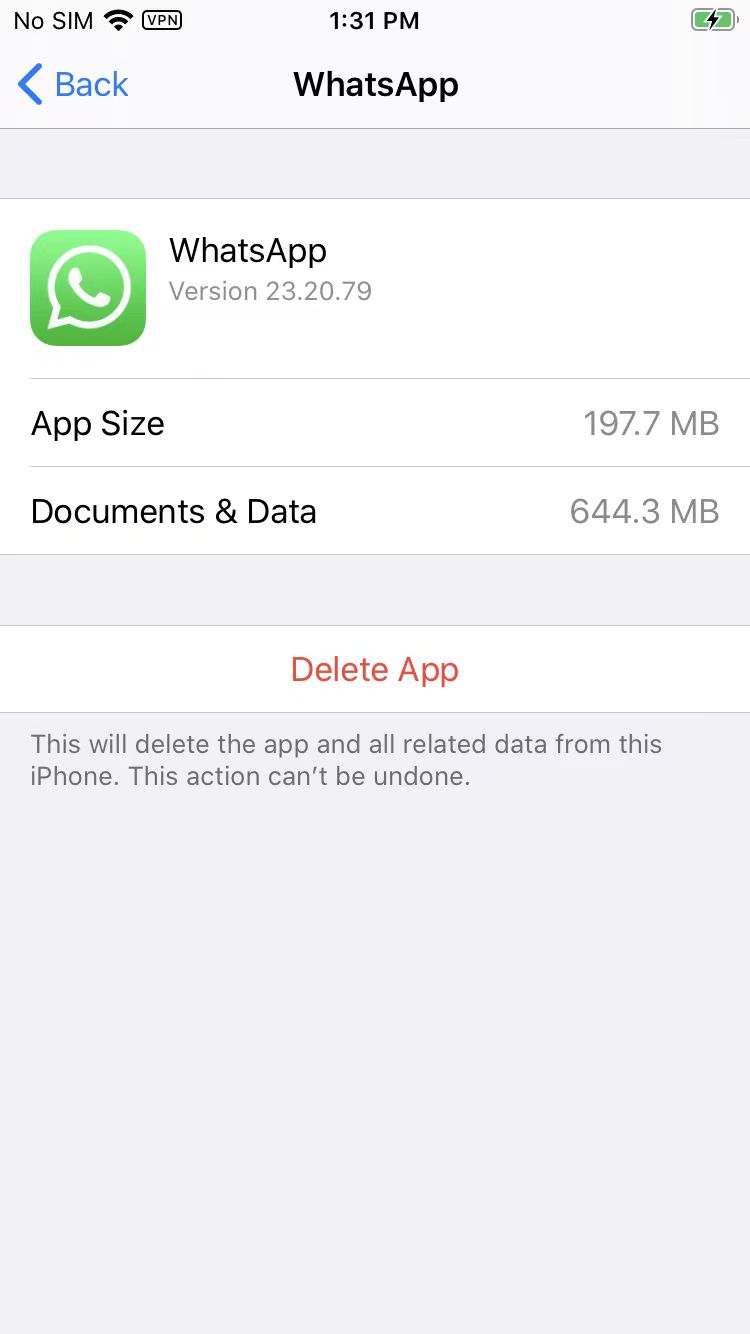 No SIM VPN 1:31 PM
Back WhatsApp
WhatsApp
Version 23.20.79
App Size 197.7 MB
Documents & Data 644.3 MB
Delete App
This will delete the app and all related data from this
iPhone. This action can’t be undone.